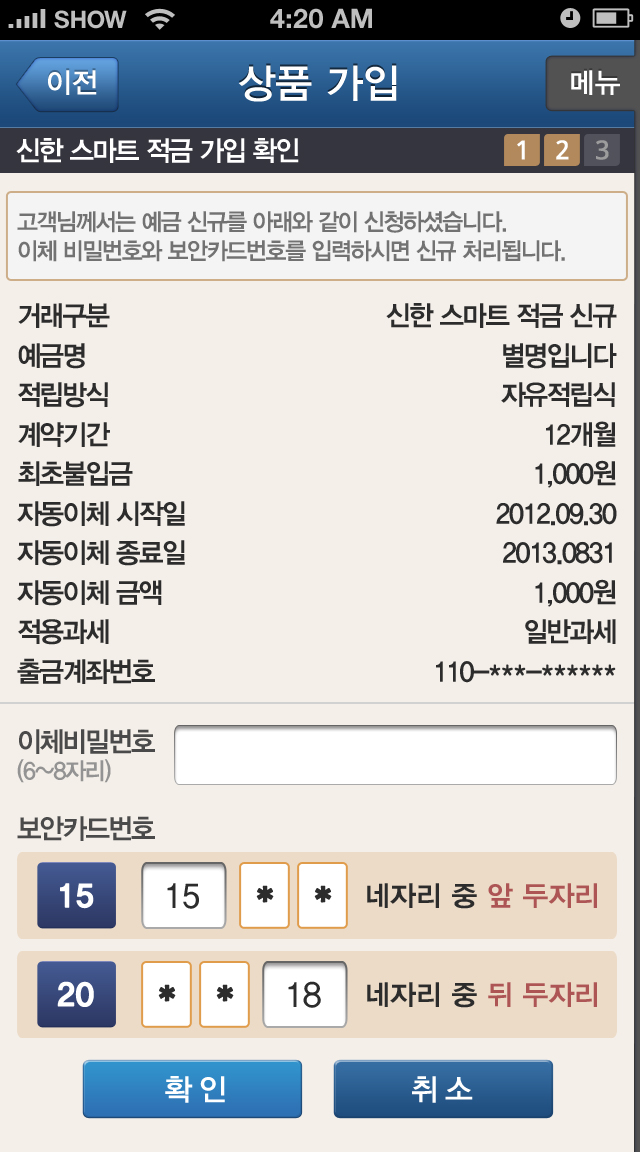 SHOW 4:20 AM
이전 상품 가입 메뉴
신한 스마트 적금 가입 확인 1 2 3
고객님께서는 예금 신규를 아래와 같이 신청하셨습니다.
이체 비밀번호와 보안카드번호를 입력하시면 신규 처리됩니다.
거래구분 신한 스마트 적금 신규
예금명 별명입니다
적립방식 자유적립식
계약기간 12개월
최초불입금 1,000원
자동이체 시작일 2012.09.30
자동이체 종료일 2013.0831
자동이체 금액 1,000원
적용과세 일반과세
출금계좌번호 110-***-******
이체비밀번호
(6~8자리)
보안카드번호
15 15 * * 네자리 중 앞 두자리
20 * * 18 네자리 중 뒤 두자리
확인 취소